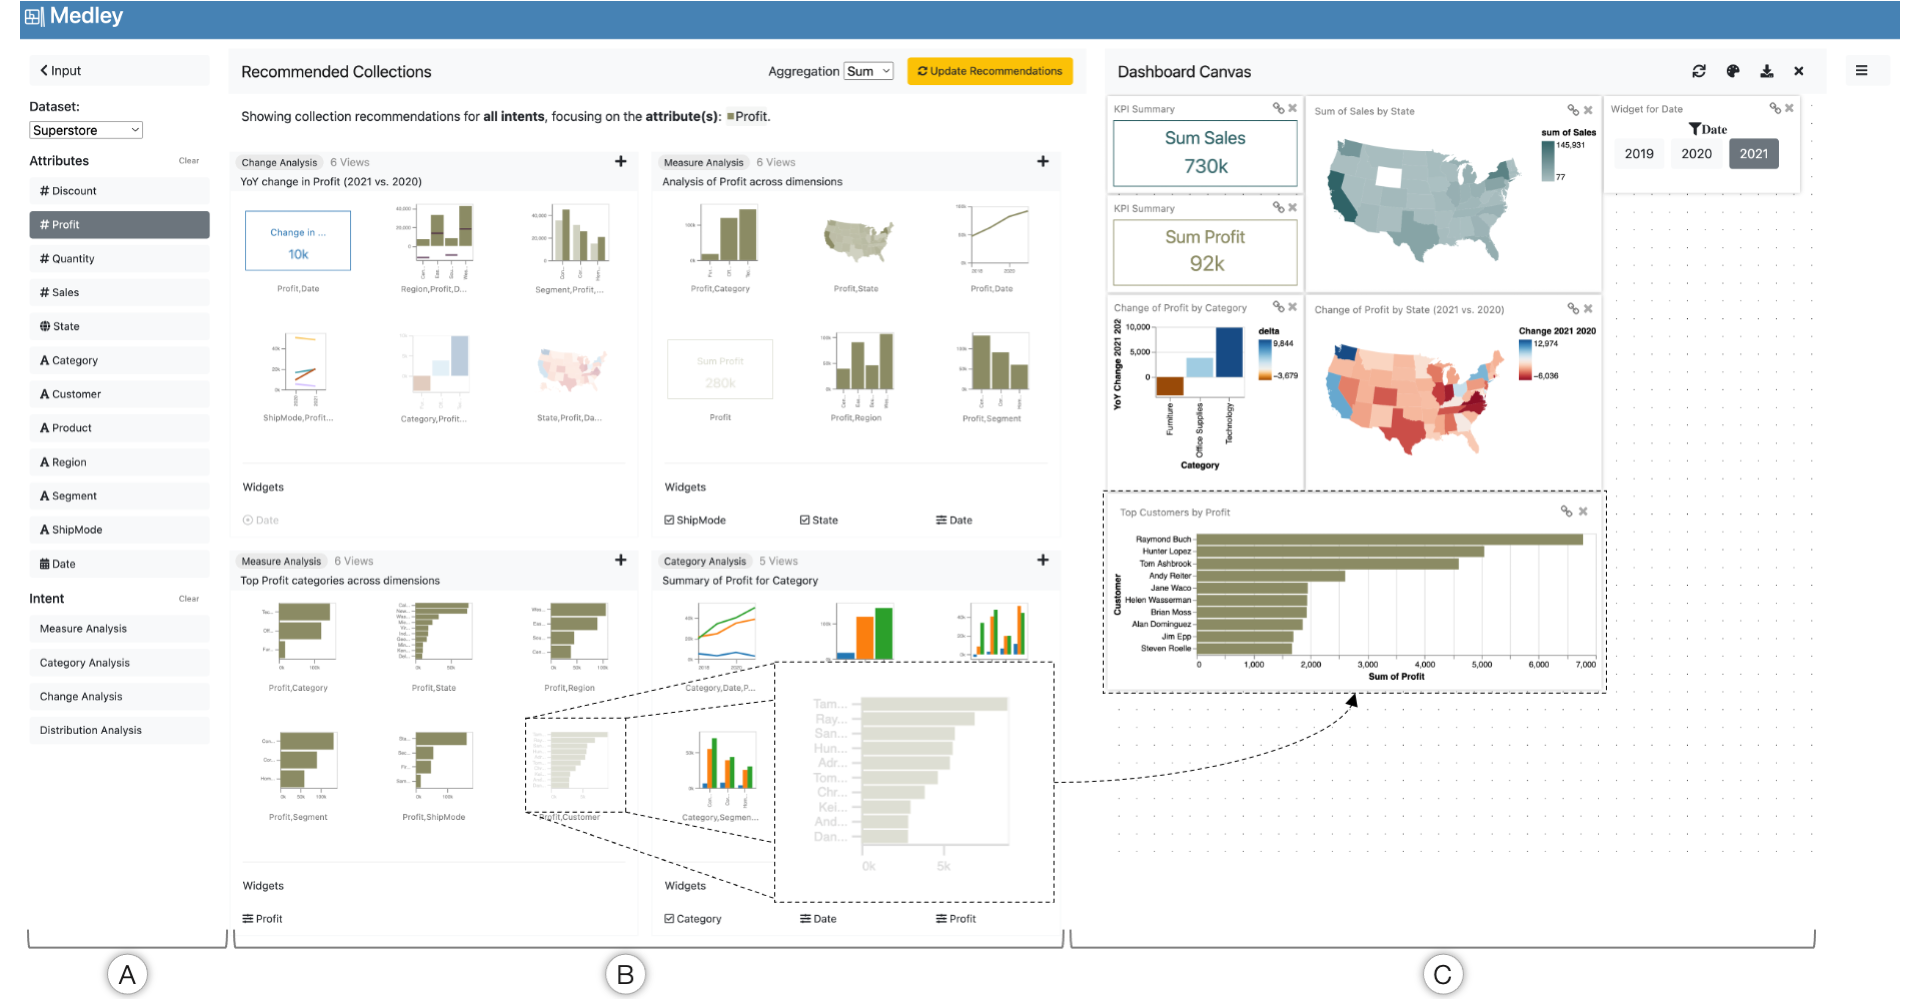 Medley
Input
Dataset:
Superstore
Attributes Clear
# Discount
# Profit
# Quantity
# Sales
State
A Category
A Customer
A Product
A Region
A Segment
A ShipMode
Date
Intent Clear
Measure Analysis
Category Analysis
Change Analysis
Distribution Analysis
Recommended Collections
Aggregation Sum Update Recommendations
Showing collection recommendations for all intents, focusing on the attribute(s): Profit.
Change Analysis 6 Views
YoY change in Profit (2021 vs. 2020)
Change in ...
10k
Profit,Date
Region,Profit,D...
Segment,Profit,...
ShipMode,Profit...
Category,Profit...
State,Profit,Da...
Widgets
Date
Measure Analysis 6 Views
Analysis of Profit across dimensions
Profit,Category
Profit,State
Profit,Date
Sum Profit
280k
Profit
Profit,Region
Profit,Segment
Widgets
ShipMode State Date
Measure Analysis 6 Views
Top Profit categories across dimensions
Profit,Category
Profit,State
Profit,Region
Profit,Segment
Profit,ShipMode
Profit,Customer
Widgets
Profit
Category Analysis 5 Views
Summary of Profit for Category
Category,Date,P...
Category,Segmen...
Tam...
Ray...
San...
Hun...
Adr...
Tom...
Chr...
Kei...
And...
Dan...
0k 5k
Widgets
Category Date Profit
Dashboard Canvas
KPI Summary
Sum Sales
730k
KPI Summary
Sum Profit
92k
Sum of Sales by State
sum of Sales
145,931
77
Widget for Date
Date
2019 2020 2021
Change of Profit by Category
YoY Change 2021 202
10,000
5,000
0
delta
9,844
−3,679
Furniture
Office Supplies
Technology
Category
Change of Profit by State (2021 vs. 2020)
Change 2021 2020
12,974
−6,036
Top Customers by Profit
Customer
Raymond Buch
Hunter Lopez
Tom Ashbrook
Andy Reiter
Jane Waco
Helen Wasserman
Brian Moss
Alan Dominguez
Jim Epp
Steven Roelle
0 1,000 2,000 3,000 4,000 5,000 6,000 7,000
Sum of Profit
A B C